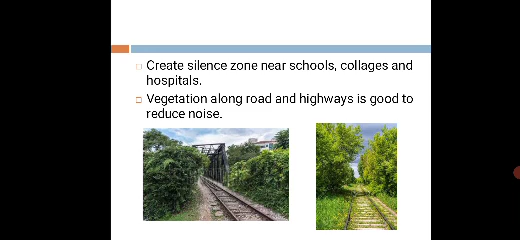 Create silence zone near schools, collages and
hospitals.
Vegetation along road and highways is good to
reduce noise.